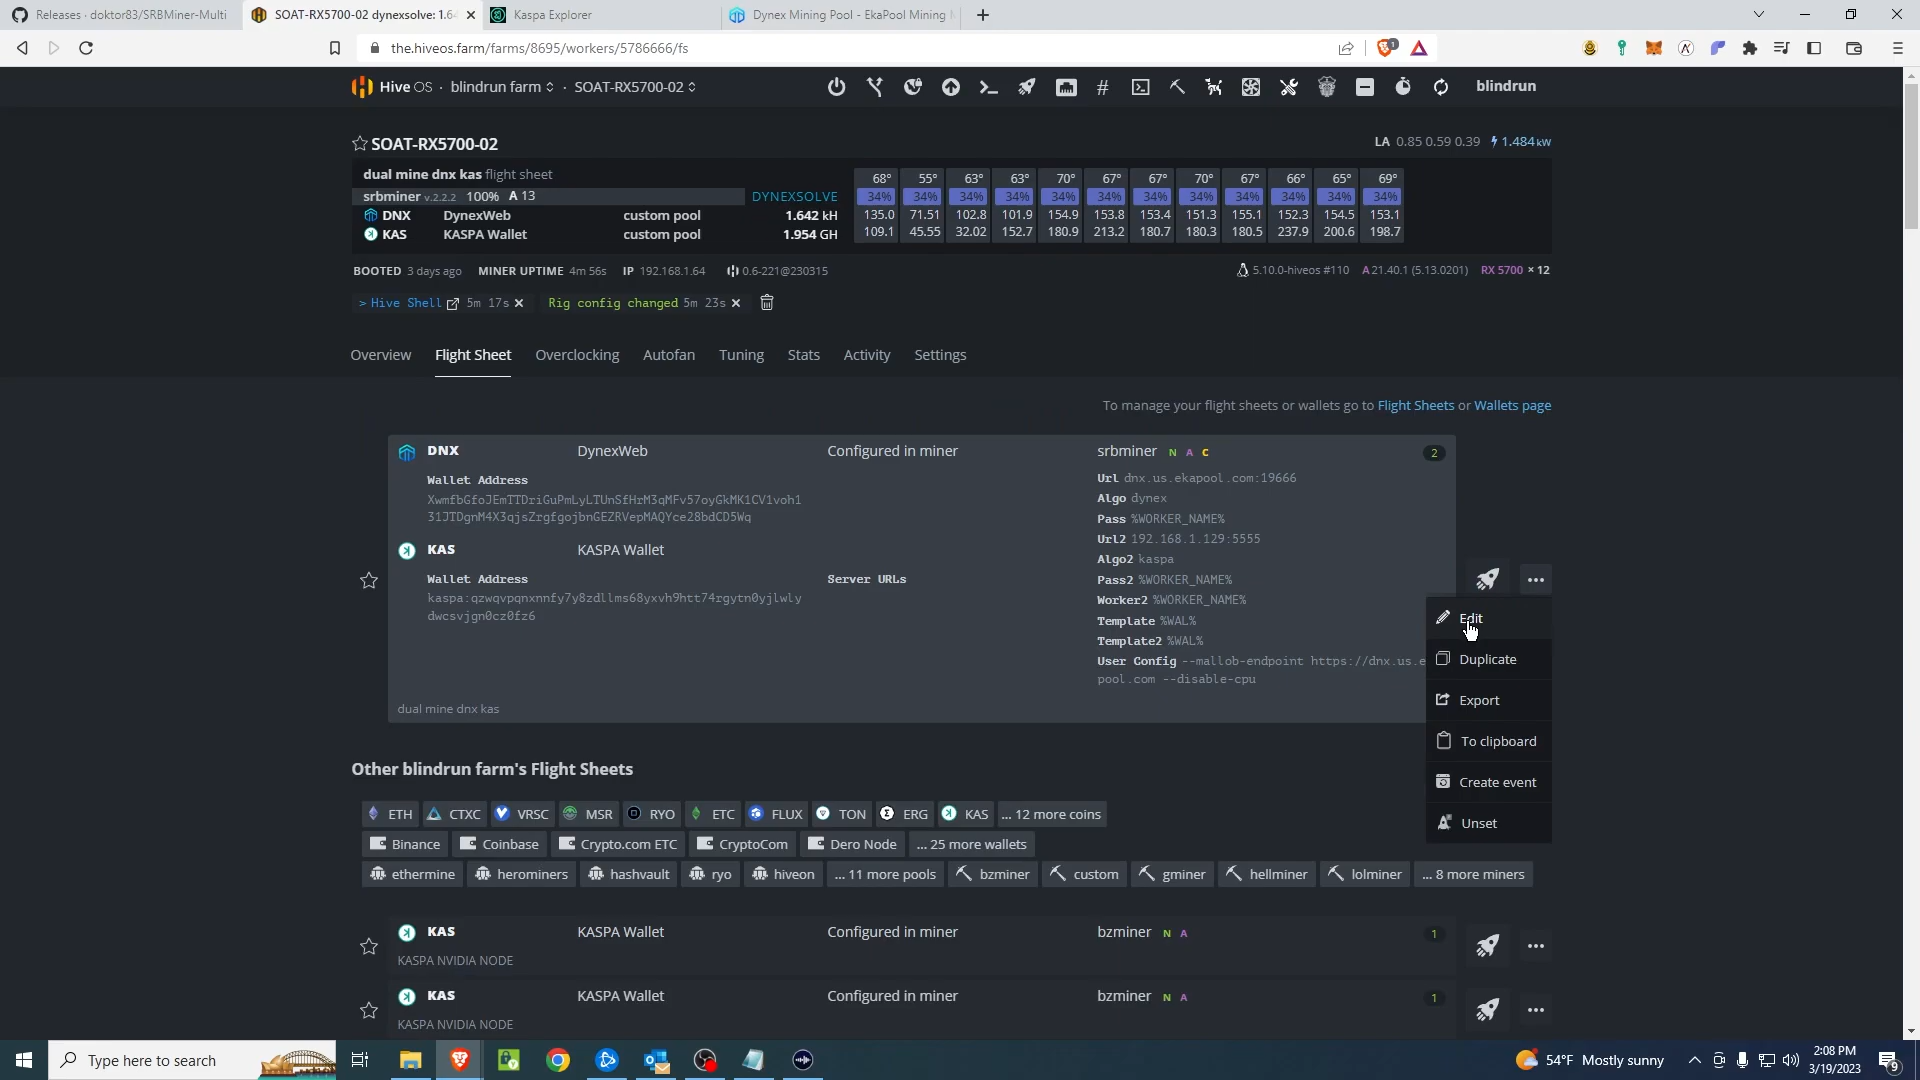 Releases · doktor83/SRBMiner-Multi
SOAT-RX5700-02 dynexsolve: 1.64
Kaspa Explorer
Dynex Mining Pool - EkaPool Mining
the.hiveos.farm/farms/8695/workers/5786666/fs
1
Hive OS · blindrun farm · SOAT-RX5700-02
blindrun
SOAT-RX5700-02
LA 0.85 0.59 0.39 1.484 kW
dual mine dnx kas flight sheet
68° 55° 63° 63° 70° 67° 67° 70° 67° 66° 65° 69°
srbminer v.2.2.2 100% A 13 DYNEXSOLVE
34% 34% 34% 34% 34% 34% 34% 34% 34% 34% 34% 34%
DNX DynexWeb custom pool 1.642 kH
135.0 71.51 102.8 101.9 154.9 153.8 153.4 151.3 155.1 152.3 154.5 153.1
KAS KASPA Wallet custom pool 1.954 GH
109.1 45.55 32.02 152.7 180.9 213.2 180.7 180.3 180.5 237.9 200.6 198.7
BOOTED 3 days ago MINER UPTIME 4m 56s IP 192.168.1.64 0.6-221@230315
5.10.0-hiveos #110 A 21.40.1 (5.13.0201) RX 5700 × 12
> Hive Shell 5m 17s × Rig config changed 5m 23s ×
Overview Flight Sheet Overclocking Autofan Tuning Stats Activity Settings
To manage your flight sheets or wallets go to Flight Sheets or Wallets page
DNX DynexWeb Configured in miner srbminer N A C 2
Wallet Address
XwmfbGfoJEmTTDriGuPmLyLTUnSfHrM3qMFv57oyGkMK1CV1voh1
31JTDgnM4X3qjsZrgfgojbnGEZRVepMAQYce28bdCD5Wq
Url dnx.us.ekapool.com:19666
Algo dynex
Pass %WORKER_NAME%
Url2 192.168.1.129:5555
Algo2 kaspa
Pass2 %WORKER_NAME%
Worker2 %WORKER_NAME%
Template %WAL%
Template2 %WAL%
User Config --mallob-endpoint https://dnx.us.e
pool.com --disable-cpu
KAS KASPA Wallet
Wallet Address Server URLs
kaspa:qzwqvpqnxnnfy7y8zdllms68yxvh9htt74rgytn0yjlwly
dwcsvjgn0cz0fz6
dual mine dnx kas
Edit
Duplicate
Export
To clipboard
Create event
Unset
Other blindrun farm's Flight Sheets
ETH CTXC VRSC MSR RYO ETC FLUX TON ERG KAS ... 12 more coins
Binance Coinbase Crypto.com ETC CryptoCom Dero Node ... 25 more wallets
ethermine herominers hashvault ryo hiveon ... 11 more pools bzminer custom gminer hellminer lolminer ... 8 more miners
KAS KASPA Wallet Configured in miner bzminer N A 1
KASPA NVIDIA NODE
KAS KASPA Wallet Configured in miner bzminer N A 1
KASPA NVIDIA NODE
Type here to search
54°F Mostly sunny
2:08 PM
3/19/2023
9